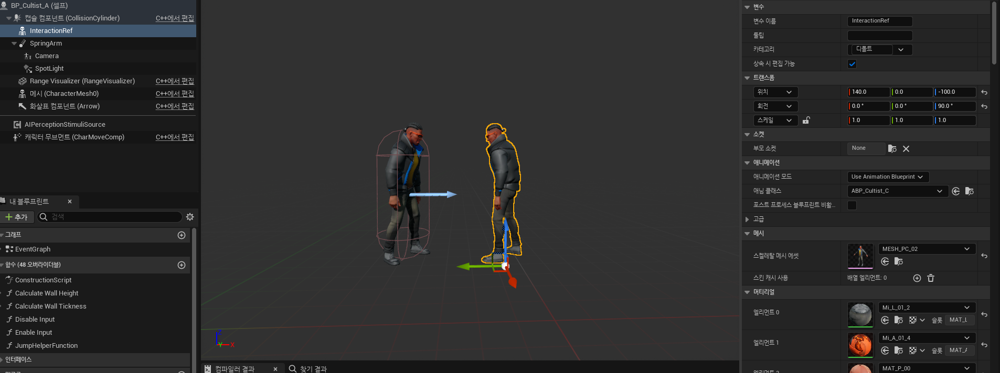 BP_Cultist_A (셀프)
캡슐 컴포넌트 (CollisionCylinder) C++에서 편집
InteractionRef
SpringArm
Camera
SpotLight
Range Visualizer (RangeVisualizer) C++에서 편집
메시 (CharacterMesh0) C++에서 편집
화살표 컴포넌트 (Arrow) C++에서 편집
AIPerceptionStimuliSource
캐릭터 무브먼트 (CharMoveComp) C++에서 편집
내 블루프린트
추가 검색
그래프
EventGraph
함수 (48 오버라이더블)
ConstructionScript
Calculate Wall Height
Calculate Wall Tickness
Disable Input
Enable Input
JumpHelperFunction
인터페이스
Z
Y X
컴파일러 결과 찾기 결과
변수
변수 이름 InteractionRef
툴팁
카테고리 디폴트
상속 시 편집 가능
트랜스폼
위치 140.0 0.0 -100.0
회전 0.0 ° 0.0 ° 90.0 °
스케일 1.0 1.0 1.0
소켓
부모 소켓 None
애니메이션
애니메이션 모드 Use Animation Blueprint
애님 클래스 ABP_Cultist_C
포스트 프로세스 블루프린트 비활...
고급
메시
스켈레탈 메시 에셋 MESH_PC_02
스킨 캐시 사용 배열 엘리먼트: 0
머티리얼
엘리먼트 0 Mi_L_01_2
슬롯 MAT_L
엘리먼트 1 Mi_A_01_4
슬롯 MAT_A
엘리먼트 2 MAT_P_00